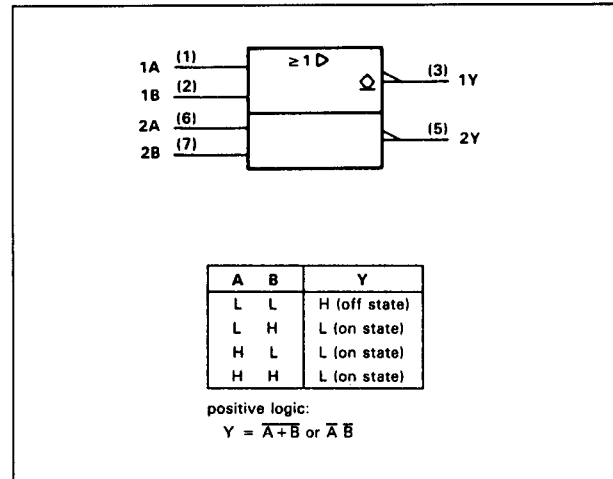 ≥1 ▷
1A (1)
1B (2)
2A (6)
2B (7)
(3) 1Y
(5) 2Y
A B Y
L L H (off state)
L H L (on state)
H L L (on state)
H H L (on state)
positive logic:
Y = A̅+̅B̅ or A̅ B̅